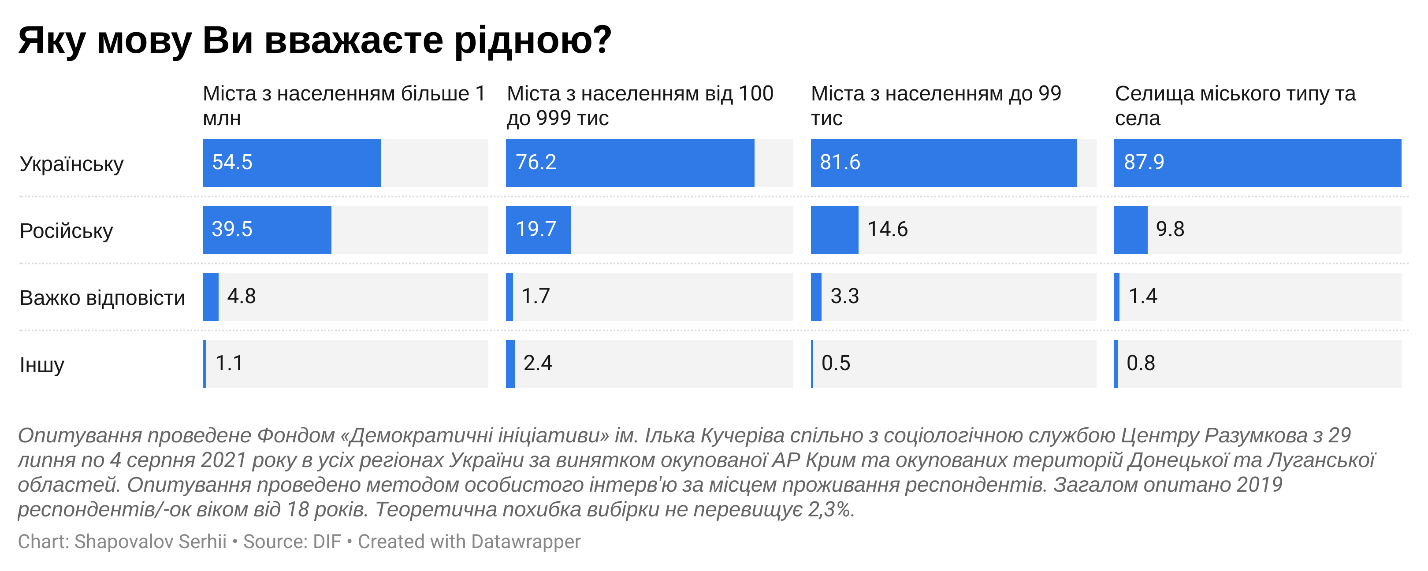 Яку мову Ви вважаєте рідною?
Міста з населенням більше 1 млн
Міста з населенням від 100 до 999 тис
Міста з населенням до 99 тис
Селища міського типу та села
Українську 54.5 76.2 81.6 87.9
Російську 39.5 19.7 14.6 9.8
Важко відповісти 4.8 1.7 3.3 1.4
Іншу 1.1 2.4 0.5 0.8
Опитування проведене Фондом «Демократичні ініціативи» ім. Ілька Кучеріва спільно з соціологічною службою Центру Разумкова з 29
липня по 4 серпня 2021 року в усіх регіонах України за винятком окупованої АР Крим та окупованих територій Донецької та Луганської
областей. Опитування проведено методом особистого інтерв'ю за місцем проживання респондентів. Загалом опитано 2019
респондентів/-ок віком від 18 років. Теоретична похибка вибірки не перевищує 2,3%.
Chart: Shapovalov Serhii • Source: DIF • Created with Datawrapper